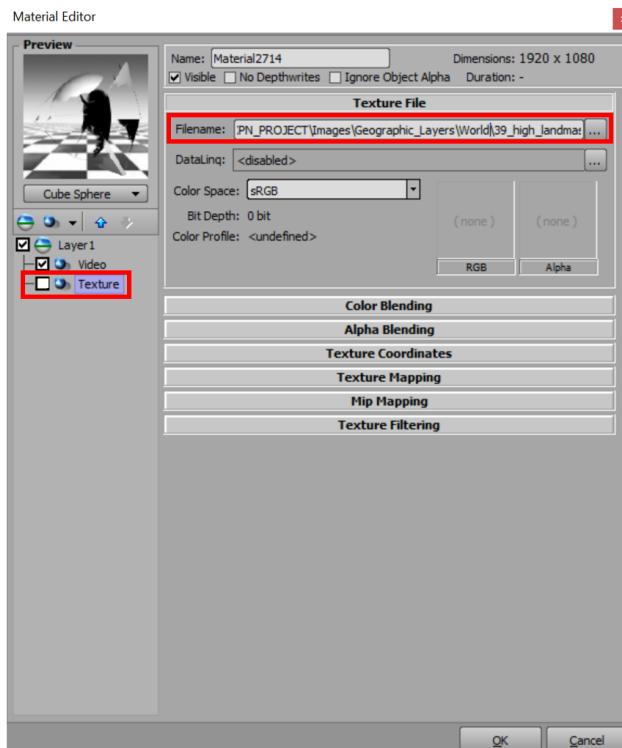 Material Editor
Preview
Name: Material2714 Dimensions: 1920 x 1080
Visible No Depthwrites Ignore Object Alpha Duration: -
Texture File
Filename: PN_PROJECT\Images\Geographic_Layers\World\39_high_landmas ...
DataLinq: <disabled> ...
Cube Sphere
Color Space: sRGB
Bit Depth: 0 bit
(none) (none)
Color Profile: <undefined>
RGB Alpha
Layer1
Video
Texture
Color Blending
Alpha Blending
Texture Coordinates
Texture Mapping
Mip Mapping
Texture Filtering
OK Cancel